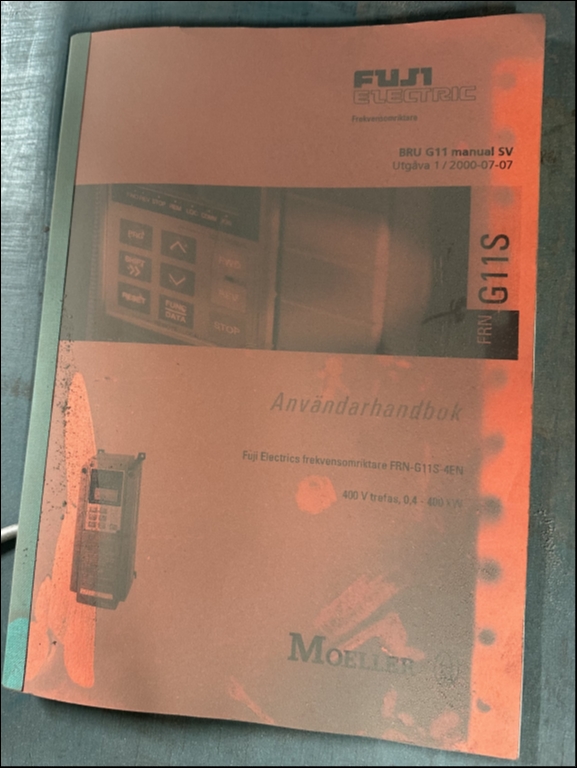 FUJI
ELECTRIC
Frekvensomriktare
BRU G11 manual SV
Utgåva 1 / 2000-07-07
FRN G11S
STOP
Användarhandbok
Fuji Electrics frekvensomriktare FRN-G11S-4EN
400 V trefas, 0,4 - 400 kW
MOELLER